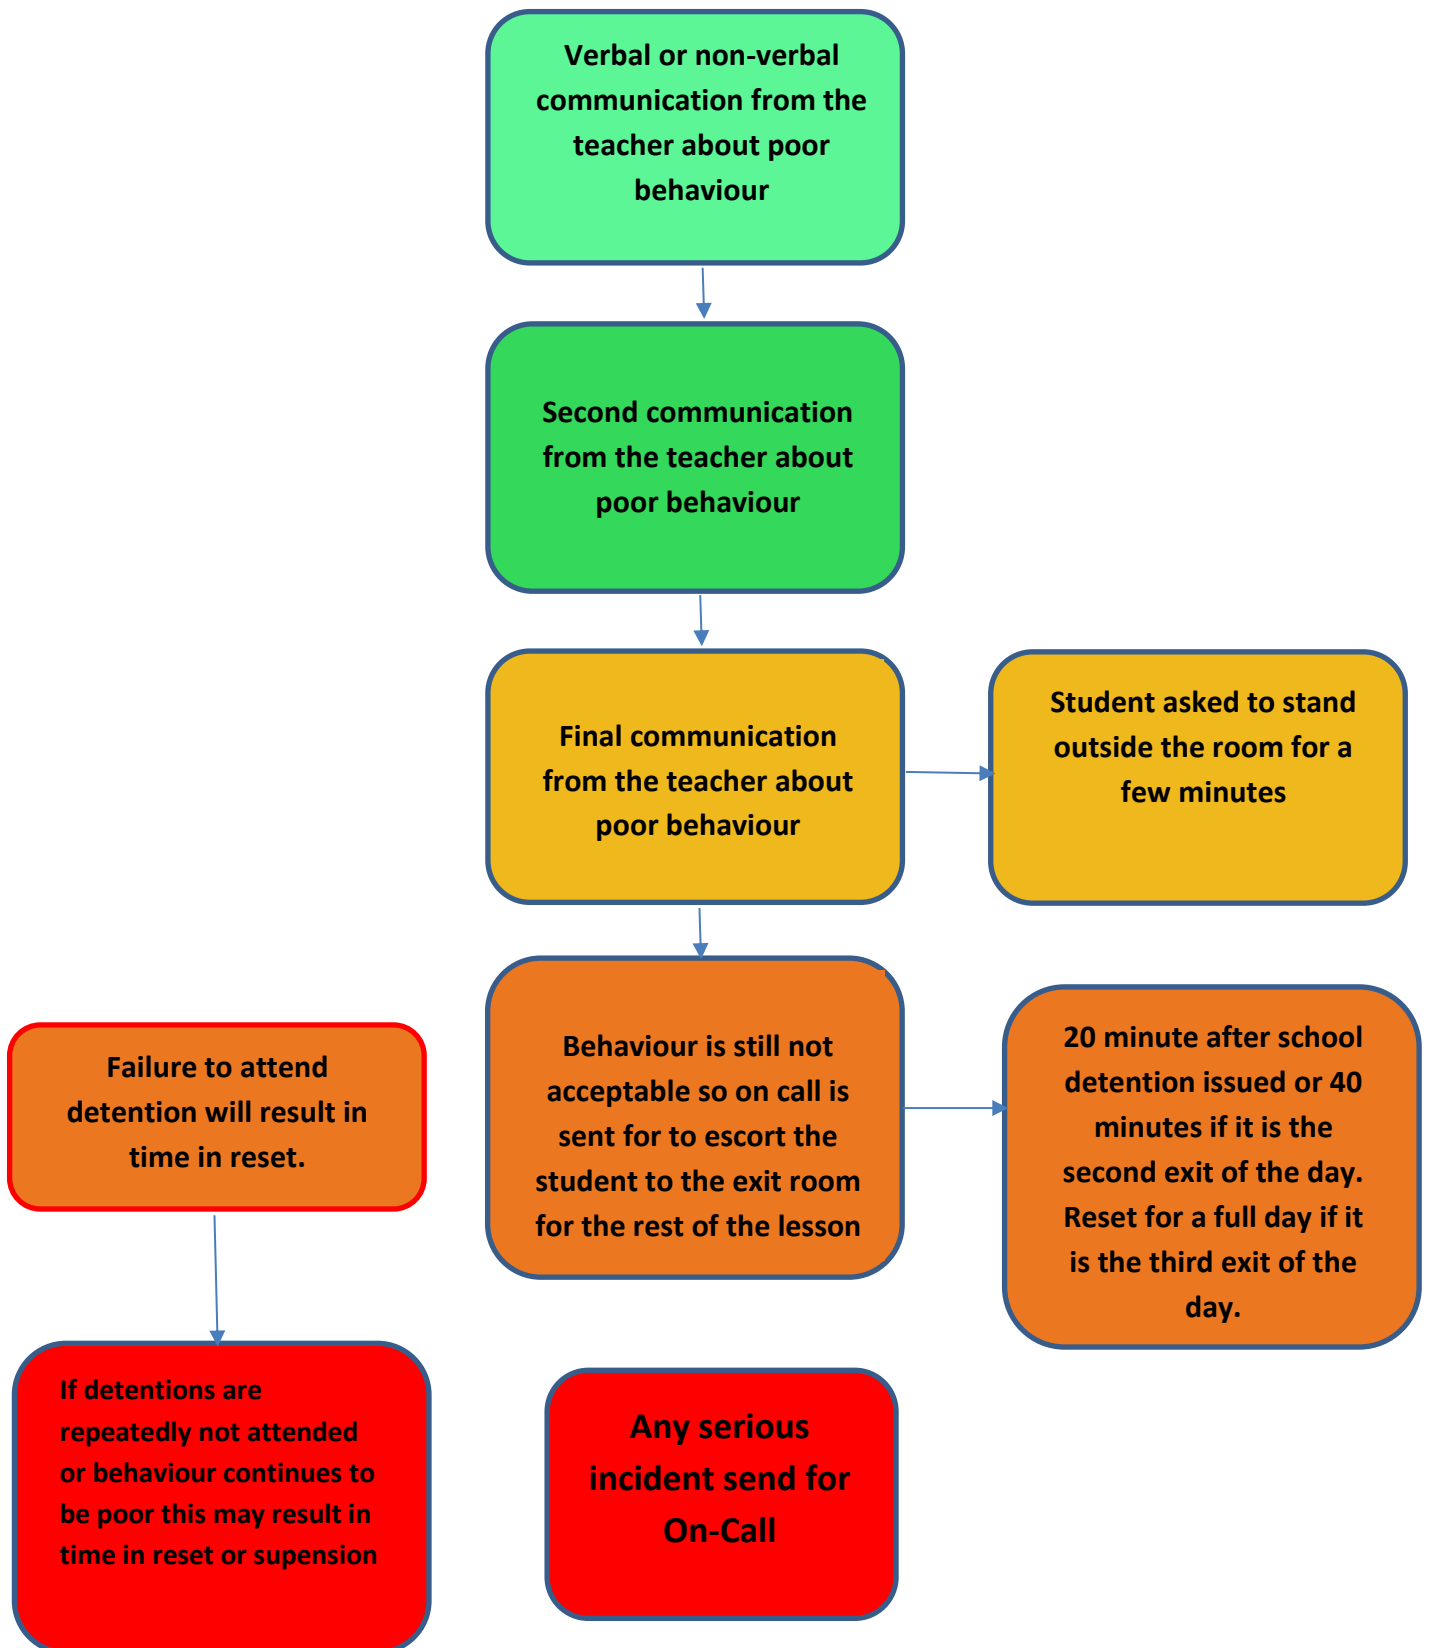 Verbal or non-verbal
communication from the
teacher about poor
behaviour
Second communication
from the teacher about
poor behaviour
Final communication
from the teacher about
poor behaviour
Student asked to stand
outside the room for a
few minutes
Behaviour is still not
acceptable so on call is
sent for to escort the
student to the exit room
for the rest of the lesson
20 minute after school
detention issued or 40
minutes if it is the
second exit of the day.
Reset for a full day if it
is the third exit of the
day.
Failure to attend
detention will result in
time in reset.
If detentions are
repeatedly not attended
or behaviour continues to
be poor this may result in
time in reset or supension
Any serious
incident send for
On-Call